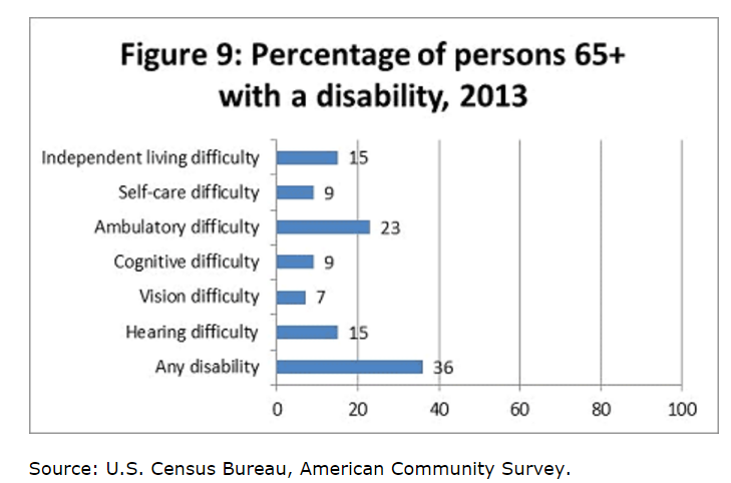 Figure 9: Percentage of persons 65+
with a disability, 2013
Independent living difficulty 15
Self-care difficulty 9
Ambulatory difficulty 23
Cognitive difficulty 9
Vision difficulty 7
Hearing difficulty 15
Any disability 36
0 20 40 60 80 100
Source: U.S. Census Bureau, American Community Survey.